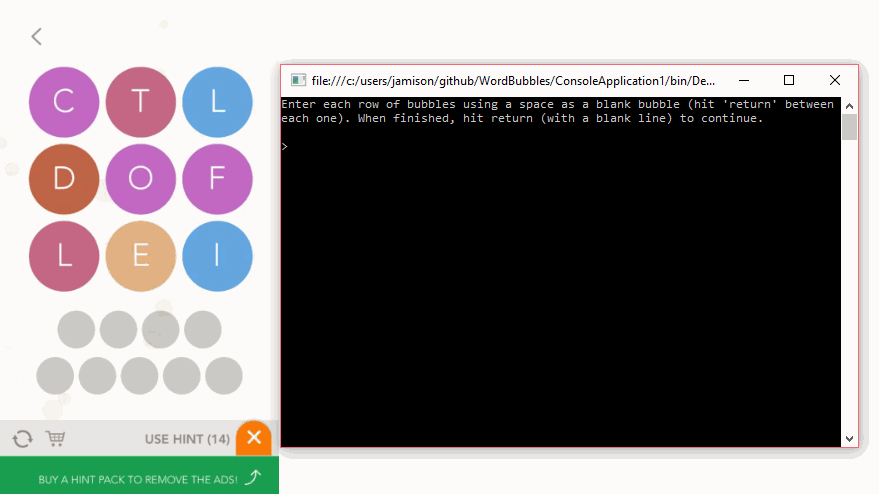 C T L
D O F
L E I
USE HINT (14)
BUY A HINT PACK TO REMOVE THE ADS!
file:///c:/users/jamison/github/WordBubbles/ConsoleApplication1/bin/De...
Enter each row of bubbles using a space as a blank bubble (hit 'return' between
each one). When finished, hit return (with a blank line) to continue.
>